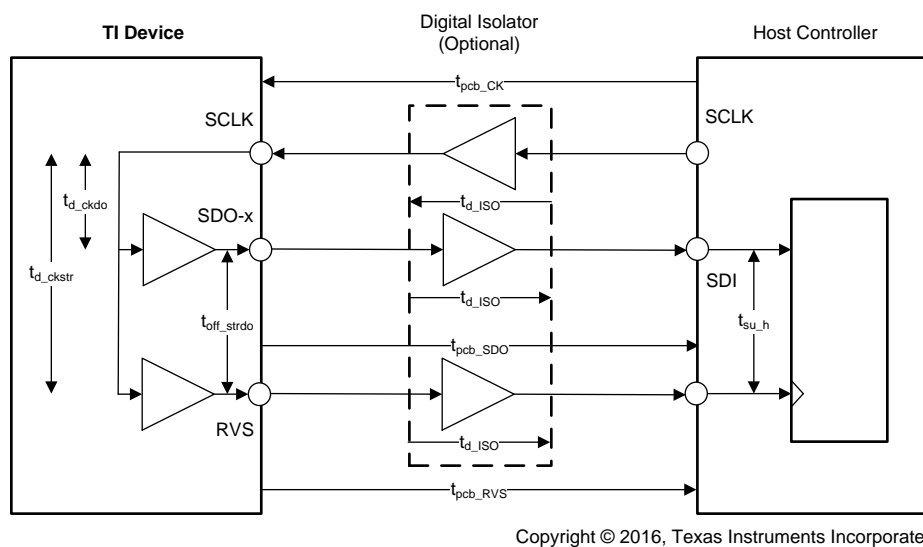 TI Device
Digital Isolator
(Optional)
Host Controller
t_pcb_CK
SCLK
SCLK
t_d_ckdo
t_d_ISO
SDO-x
t_d_ckstr
SDI
t_d_ISO
t_off_strdo
t_su_h
t_pcb_SDO
RVS
t_d_ISO
t_pcb_RVS
Copyright © 2016, Texas Instruments Incorporate